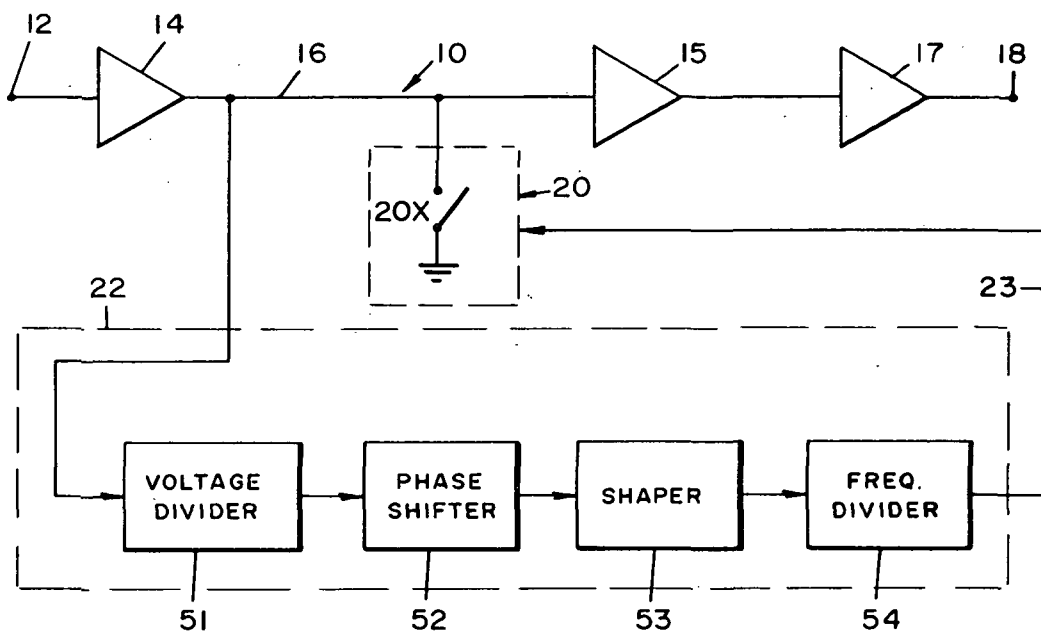 12
14
16
10
15
17
18
20X
20
22
23
VOLTAGE
DIVIDER
PHASE
SHIFTER
SHAPER
FREQ.
DIVIDER
51
52
53
54